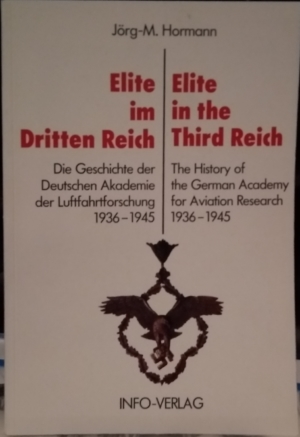 Jörg-M. Hormann
Elite
im
Dritten Reich
Die Geschichte der
Deutschen Akademie
der Luftfahrtforschung
1936–1945
Elite
in the
Third Reich
The History of
the German Academy
for Aviation Research
1936–1945
INFO-VERLAG